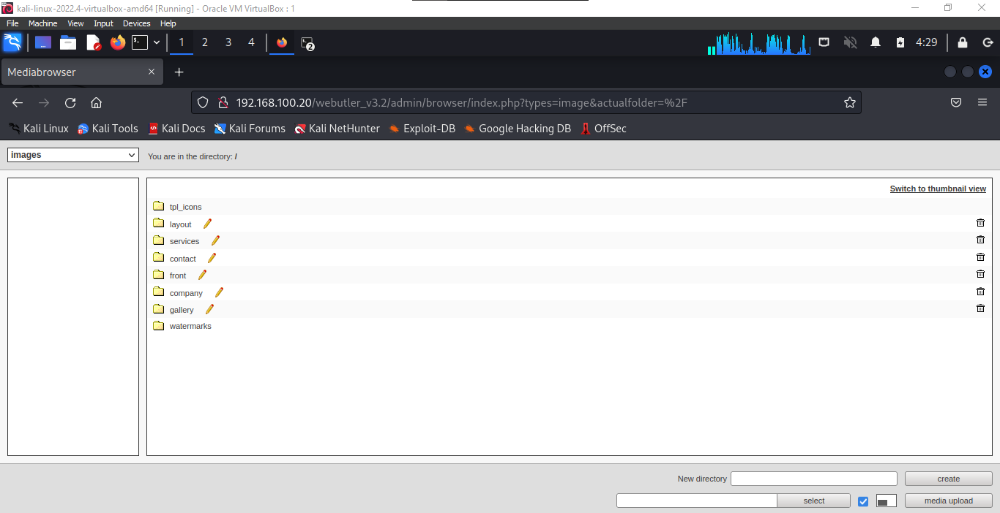 kali-linux-2022.4-virtualbox-amd64 [Running] - Oracle VM VirtualBox : 1
File Machine View Input Devices Help
1 2 3 4 2 4:29
Mediabrowser
192.168.100.20/webutler_v3.2/admin/browser/index.php?types=image&actualfolder=%2F
Kali Linux Kali Tools Kali Docs Kali Forums Kali NetHunter Exploit-DB Google Hacking DB OffSec
images You are in the directory: /
Switch to thumbnail view
tpl_icons
layout
services
contact
front
company
gallery
watermarks
New directory create
select media upload